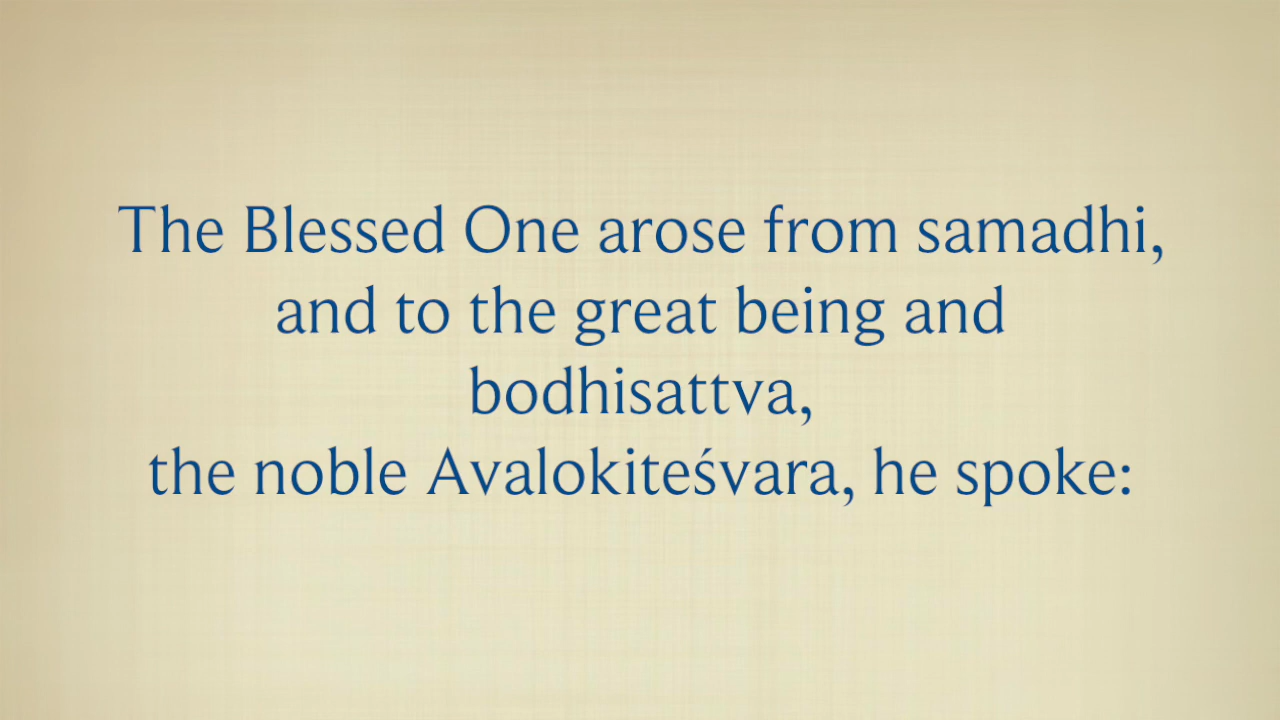 The Blessed One arose from samadhi,
and to the great being and
bodhisattva,
the noble Avalokiteśvara, he spoke: